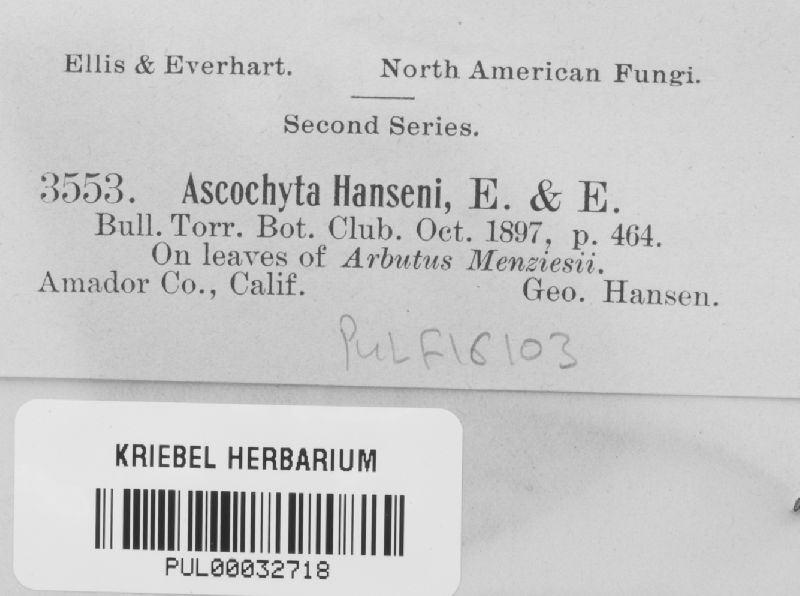 Ellis & Everhart. North American Fungi.
Second Series.
3553. Ascochyta Hanseni, E. & E.
Bull. Torr. Bot. Club. Oct. 1897, p. 464.
On leaves of Arbutus Menziesii.
Amador Co., Calif. Geo. Hansen.
PULF16103
KRIEBEL HERBARIUM
PUL00032718